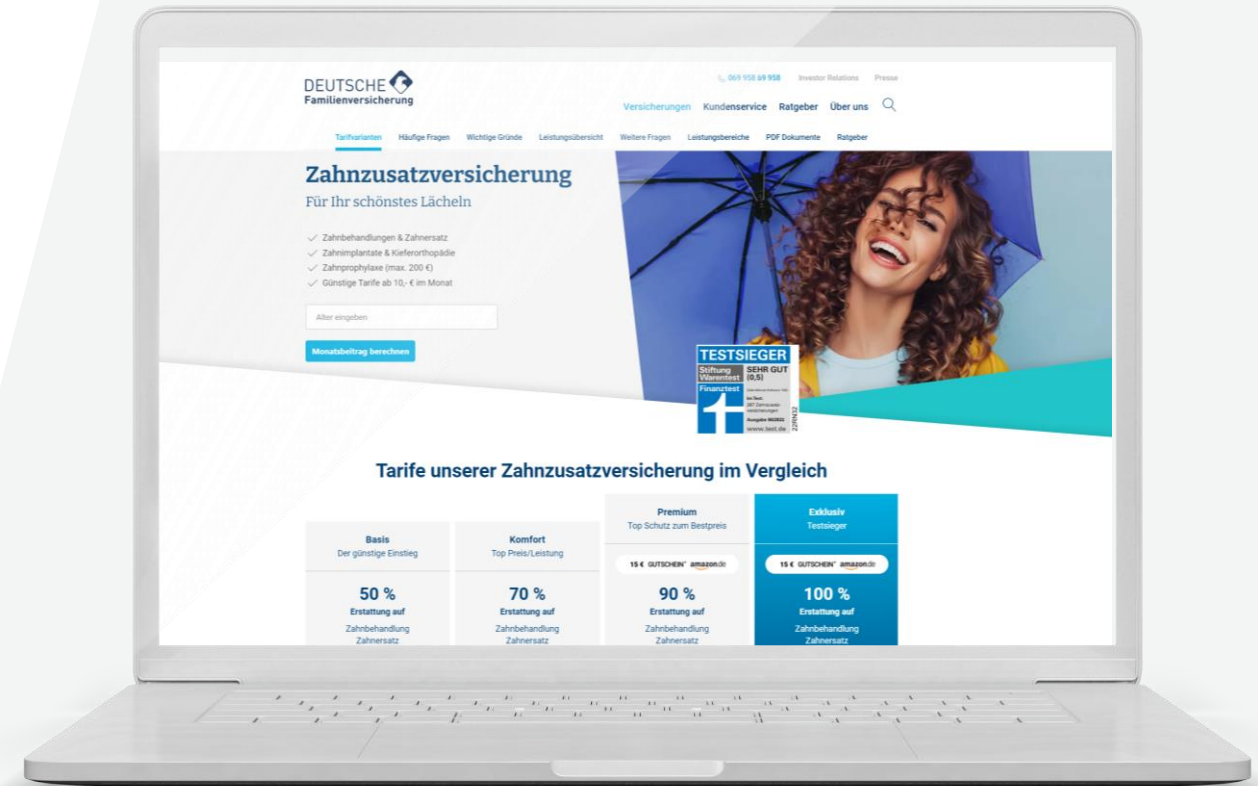 DEUTSCHE
Familienversicherung
069 958 69 958 Investor Relations Presse
Versicherungen Kundenservice Ratgeber Über uns
Tarifvarianten Häufige Fragen Wichtige Gründe Leistungsübersicht Weitere Fragen Leistungsbereiche PDF Dokumente Ratgeber
Zahnzusatzversicherung
Für Ihr schönstes Lächeln
Zahnbehandlungen & Zahnersatz
Zahnimplantate & Kieferorthopädie
Zahnprophylaxe (max. 200 €)
Günstige Tarife ab 10,- € im Monat
Alter eingeben
Monatsbeitrag berechnen
TESTSIEGER
Stiftung
Warentest
SEHR GUT
(0,5)
Finanztest
Im Test:
www.test.de
22RN32
Tarife unserer Zahnzusatzversicherung im Vergleich
Basis
Der günstige Einstieg
50 %
Erstattung auf
Zahnbehandlung
Zahnersatz
Komfort
Top Preis/Leistung
70 %
Erstattung auf
Zahnbehandlung
Zahnersatz
Premium
Top Schutz zum Bestpreis
15 € GUTSCHEIN* amazon.de
90 %
Erstattung auf
Zahnbehandlung
Zahnersatz
Exklusiv
Testsieger
15 € GUTSCHEIN* amazon.de
100 %
Erstattung auf
Zahnbehandlung
Zahnersatz